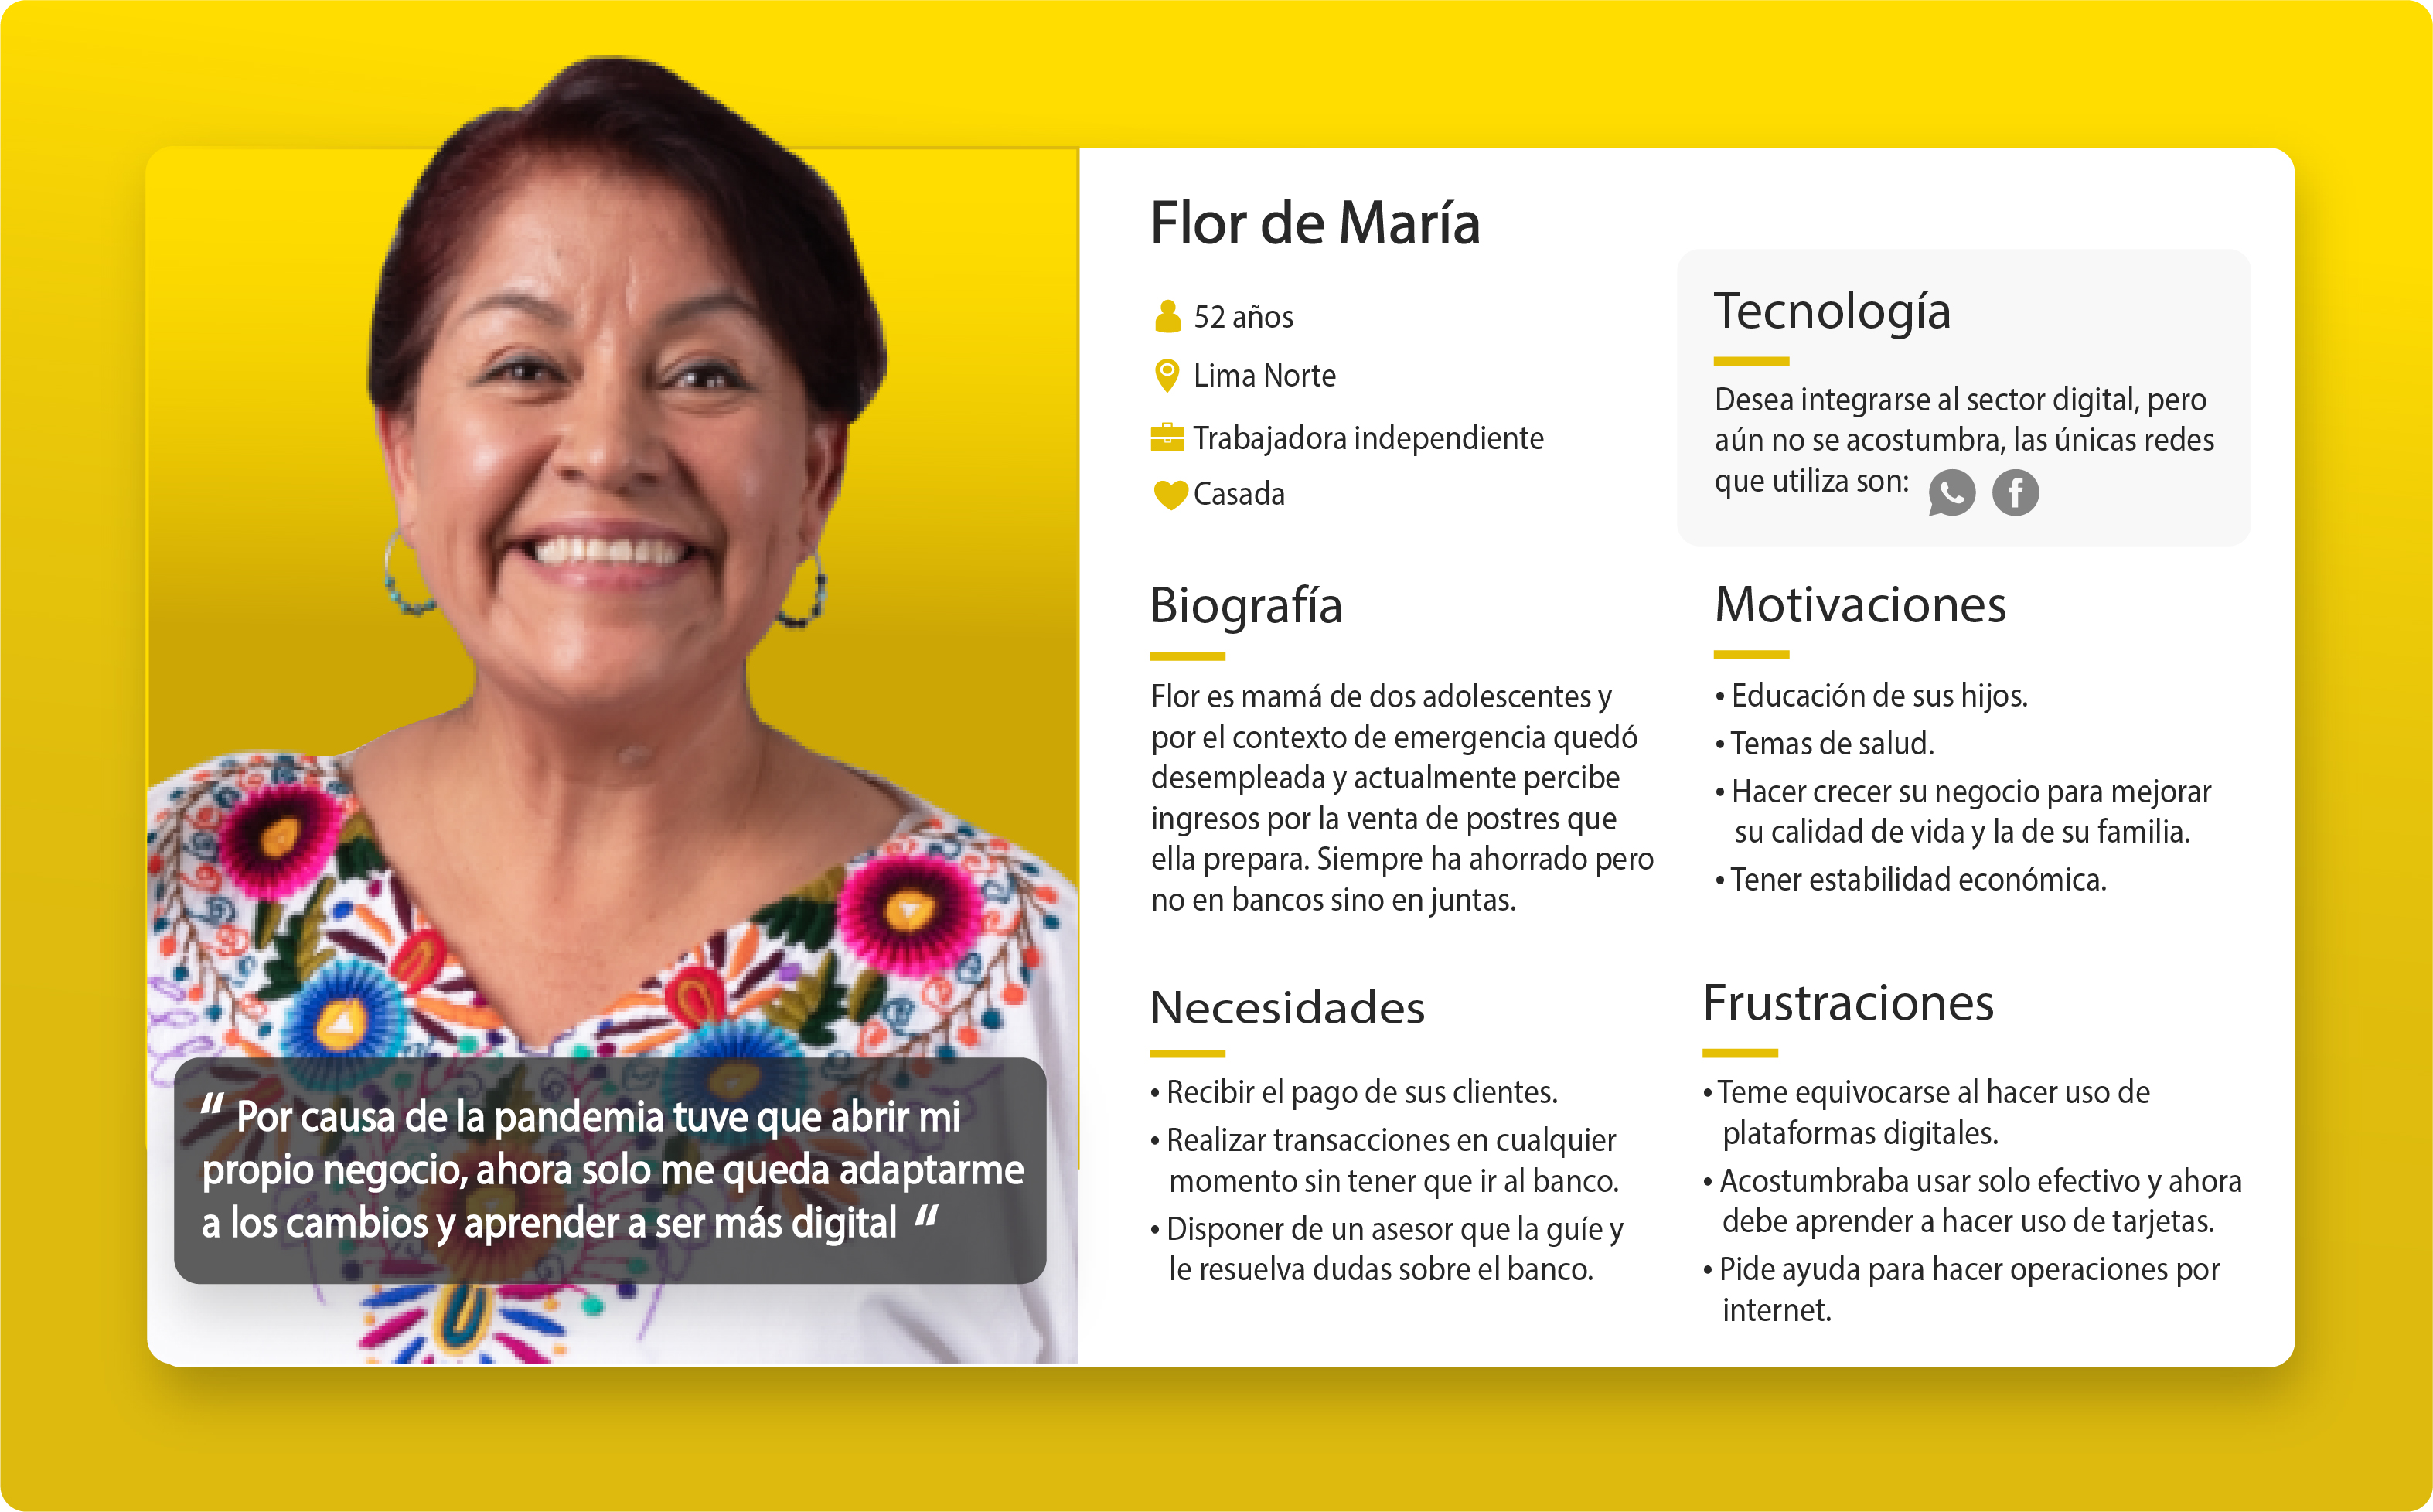 Flor de María
52 años
Lima Norte
Trabajadora independiente
Casada
Tecnología
Desea integrarse al sector digital, pero
aún no se acostumbra, las únicas redes
que utiliza son:
Biografía
Flor es mamá de dos adolescentes y
por el contexto de emergencia quedó
desempleada y actualmente percibe
ingresos por la venta de postres que
ella prepara. Siempre ha ahorrado pero
no en bancos sino en juntas.
Motivaciones
• Educación de sus hijos.
• Temas de salud.
• Hacer crecer su negocio para mejorar
su calidad de vida y la de su familia.
• Tener estabilidad económica.
Necesidades
• Recibir el pago de sus clientes.
• Realizar transacciones en cualquier
momento sin tener que ir al banco.
• Disponer de un asesor que la guíe y
le resuelva dudas sobre el banco.
Frustraciones
• Teme equivocarse al hacer uso de
plataformas digitales.
• Acostumbraba usar solo efectivo y ahora
debe aprender a hacer uso de tarjetas.
• Pide ayuda para hacer operaciones por
internet.
“ Por causa de la pandemia tuve que abrir mi
propio negocio, ahora solo me queda adaptarme
a los cambios y aprender a ser más digital “